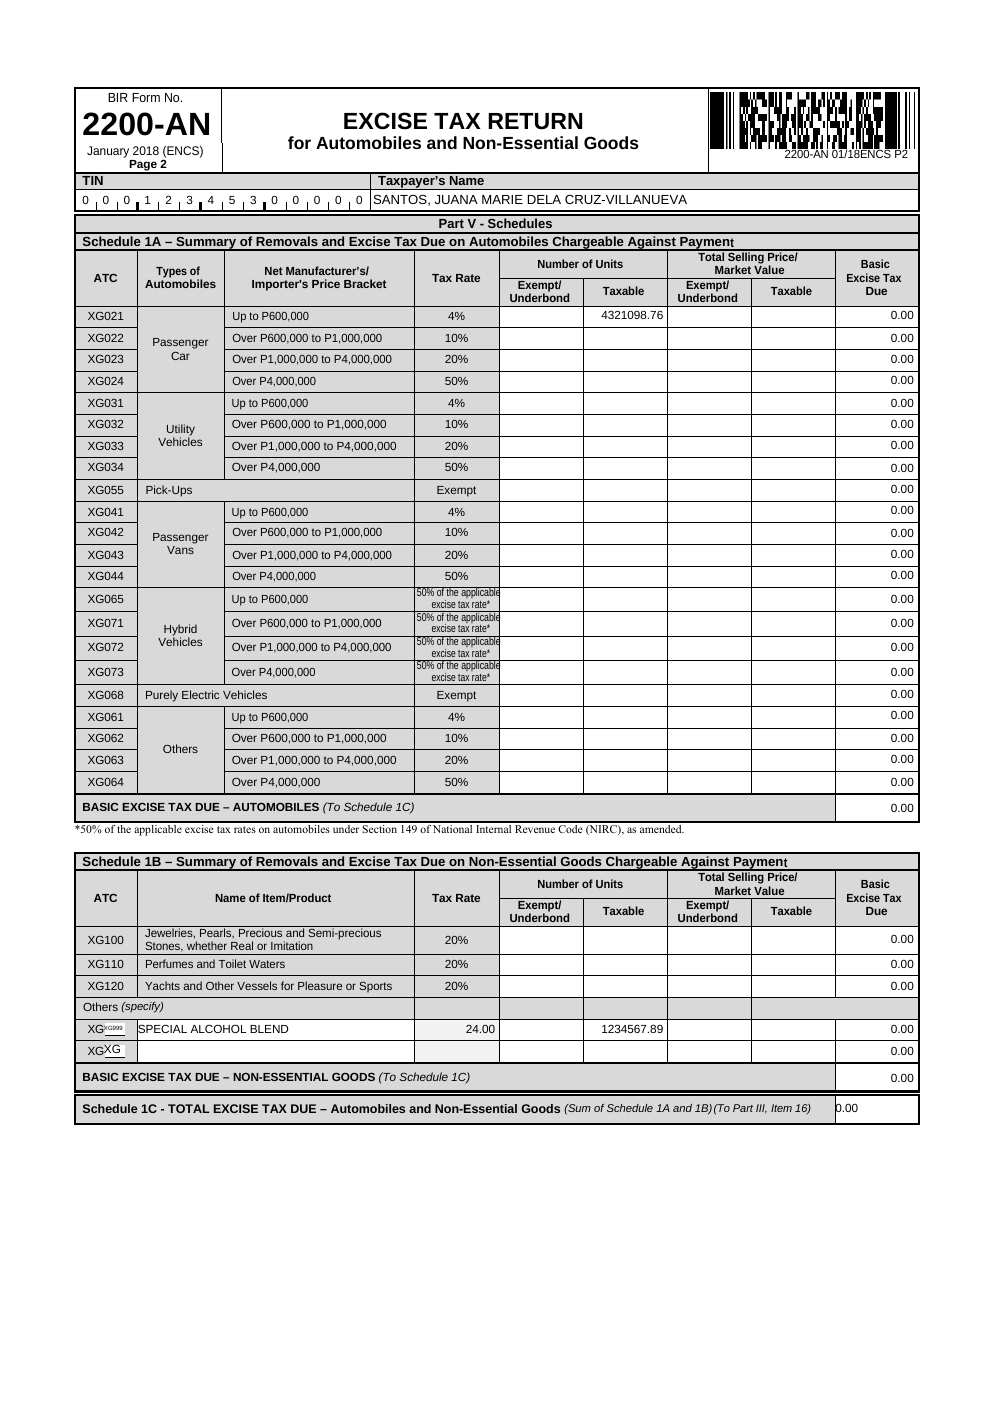 BIR Form No.
2200-AN
January 2018 (ENCS)
Page 2
EXCISE TAX RETURN
for Automobiles and Non-Essential Goods
2200-AN 01/18ENCS P2
TIN Taxpayer's Name
0 0 0 1 2 3 4 5 3 0 0 0 0 0 SANTOS, JUANA MARIE DELA CRUZ-VILLANUEVA
Part V - Schedules
Schedule 1A – Summary of Removals and Excise Tax Due on Automobiles Chargeable Against Payment
ATC Types of Automobiles Net Manufacturer's/ Importer's Price Bracket Tax Rate Number of Units Total Selling Price/ Market Value Basic Excise Tax Due
Exempt/ Underbond Taxable Exempt/ Underbond Taxable
XG021 Passenger Car Up to P600,000 4% 4321098.76 0.00
XG022 Over P600,000 to P1,000,000 10% 0.00
XG023 Over P1,000,000 to P4,000,000 20% 0.00
XG024 Over P4,000,000 50% 0.00
XG031 Utility Vehicles Up to P600,000 4% 0.00
XG032 Over P600,000 to P1,000,000 10% 0.00
XG033 Over P1,000,000 to P4,000,000 20% 0.00
XG034 Over P4,000,000 50% 0.00
XG055 Pick-Ups Exempt 0.00
XG041 Passenger Vans Up to P600,000 4% 0.00
XG042 Over P600,000 to P1,000,000 10% 0.00
XG043 Over P1,000,000 to P4,000,000 20% 0.00
XG044 Over P4,000,000 50% 0.00
XG065 Hybrid Vehicles Up to P600,000 50% of the applicable excise tax rate* 0.00
XG071 Over P600,000 to P1,000,000 50% of the applicable excise tax rate* 0.00
XG072 Over P1,000,000 to P4,000,000 50% of the applicable excise tax rate* 0.00
XG073 Over P4,000,000 50% of the applicable excise tax rate* 0.00
XG068 Purely Electric Vehicles Exempt 0.00
XG061 Others Up to P600,000 4% 0.00
XG062 Over P600,000 to P1,000,000 10% 0.00
XG063 Over P1,000,000 to P4,000,000 20% 0.00
XG064 Over P4,000,000 50% 0.00
BASIC EXCISE TAX DUE – AUTOMOBILES (To Schedule 1C) 0.00
*50% of the applicable excise tax rates on automobiles under Section 149 of National Internal Revenue Code (NIRC), as amended.
Schedule 1B – Summary of Removals and Excise Tax Due on Non-Essential Goods Chargeable Against Payment
ATC Name of Item/Product Tax Rate Number of Units Total Selling Price/ Market Value Basic Excise Tax Due
Exempt/ Underbond Taxable Exempt/ Underbond Taxable
XG100 Jewelries, Pearls, Precious and Semi-precious Stones, whether Real or Imitation 20% 0.00
XG110 Perfumes and Toilet Waters 20% 0.00
XG120 Yachts and Other Vessels for Pleasure or Sports 20% 0.00
Others (specify)
XG XG999 SPECIAL ALCOHOL BLEND 24.00 1234567.89 0.00
XG XG 0.00
BASIC EXCISE TAX DUE – NON-ESSENTIAL GOODS (To Schedule 1C) 0.00
Schedule 1C - TOTAL EXCISE TAX DUE – Automobiles and Non-Essential Goods (Sum of Schedule 1A and 1B)(To Part III, Item 16) 0.00